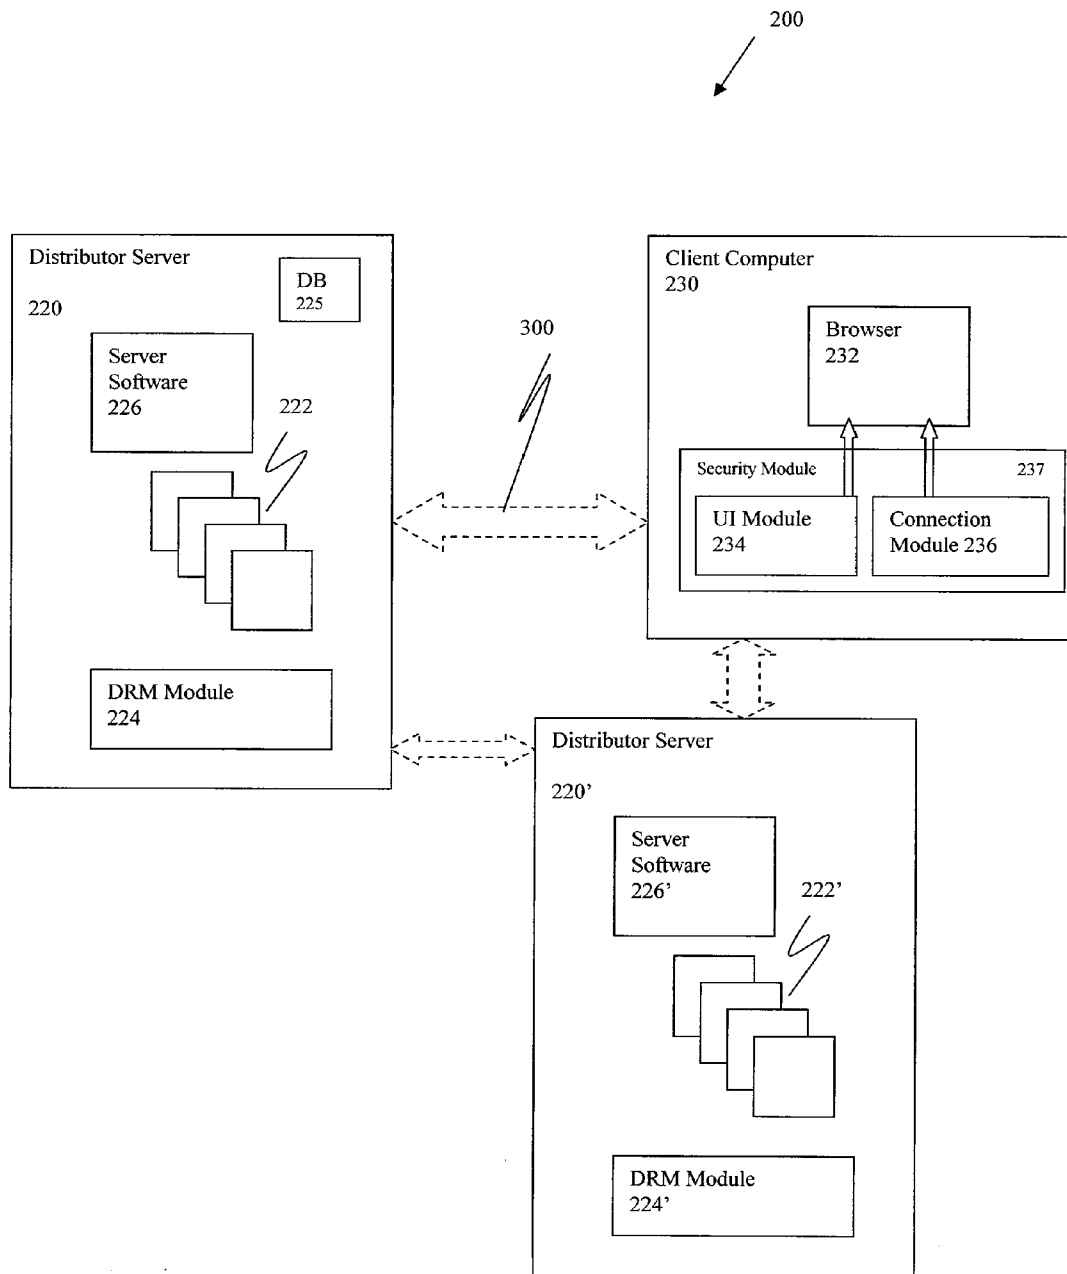 200
Distributor Server
220
DB
225
Server
Software
226
222
300
Client Computer
230
Browser
232
Security Module
237
UI Module
234
Connection
Module 236
DRM Module
224
Distributor Server
220’
Server
Software
226’
222’
DRM Module
224’